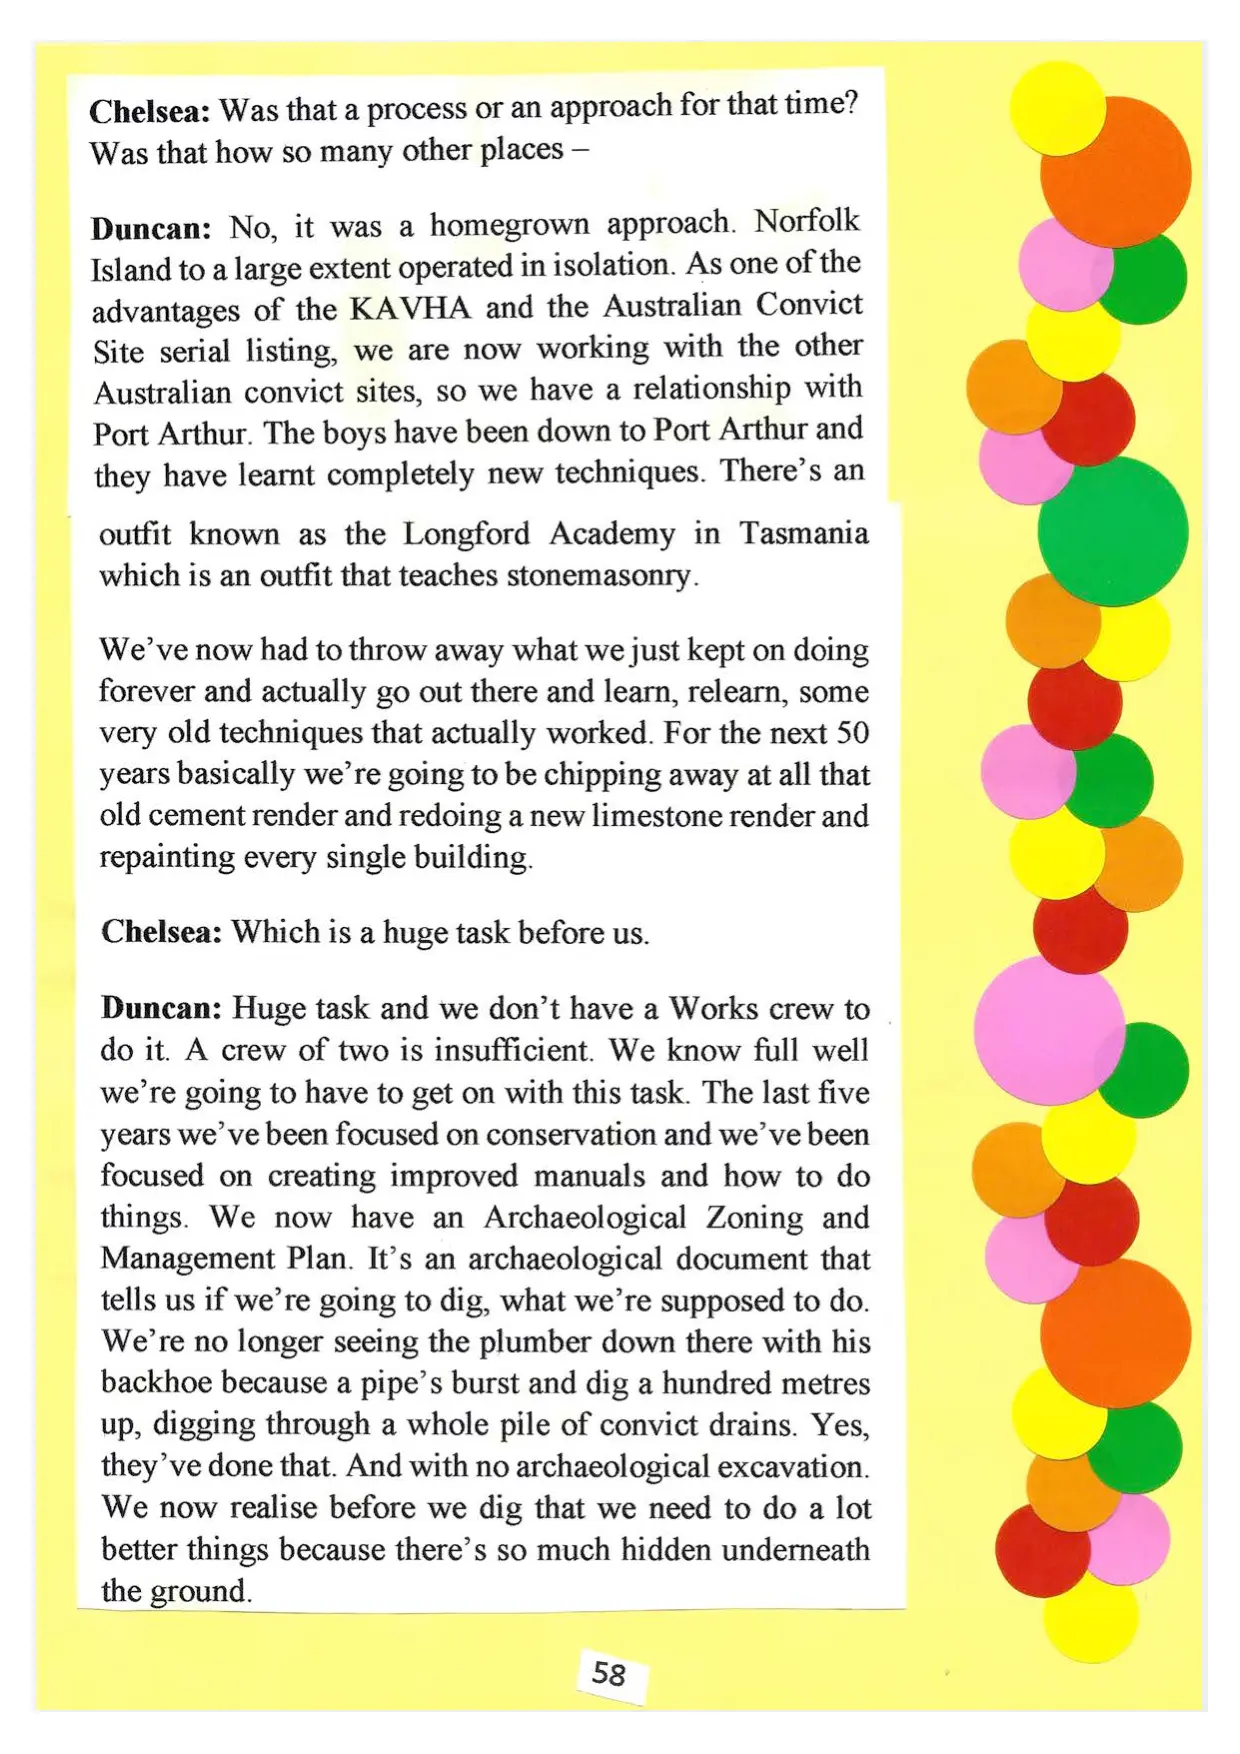 Chelsea: Was that a process or an approach for that time?
Was that how so many other places –
Duncan: No, it was a homegrown approach. Norfolk
Island to a large extent operated in isolation. As one of the
advantages of the KAVHA and the Australian Convict
Site serial listing, we are now working with the other
Australian convict sites, so we have a relationship with
Port Arthur. The boys have been down to Port Arthur and
they have learnt completely new techniques. There's an
outfit known as the Longford Academy in Tasmania
which is an outfit that teaches stonemasonry.
We've now had to throw away what we just kept on doing
forever and actually go out there and learn, relearn, some
very old techniques that actually worked. For the next 50
years basically we're going to be chipping away at all that
old cement render and redoing a new limestone render and
repainting every single building.
Chelsea: Which is a huge task before us.
Duncan: Huge task and we don't have a Works crew to
do it. A crew of two is insufficient. We know full well
we're going to have to get on with this task. The last five
years we've been focused on conservation and we've been
focused on creating improved manuals and how to do
things. We now have an Archaeological Zoning and
Management Plan. It's an archaeological document that
tells us if we're going to dig, what we're supposed to do.
We're no longer seeing the plumber down there with his
backhoe because a pipe's burst and dig a hundred metres
up, digging through a whole pile of convict drains. Yes,
they've done that. And with no archaeological excavation.
We now realise before we dig that we need to do a lot
better things because there's so much hidden underneath
the ground.
58